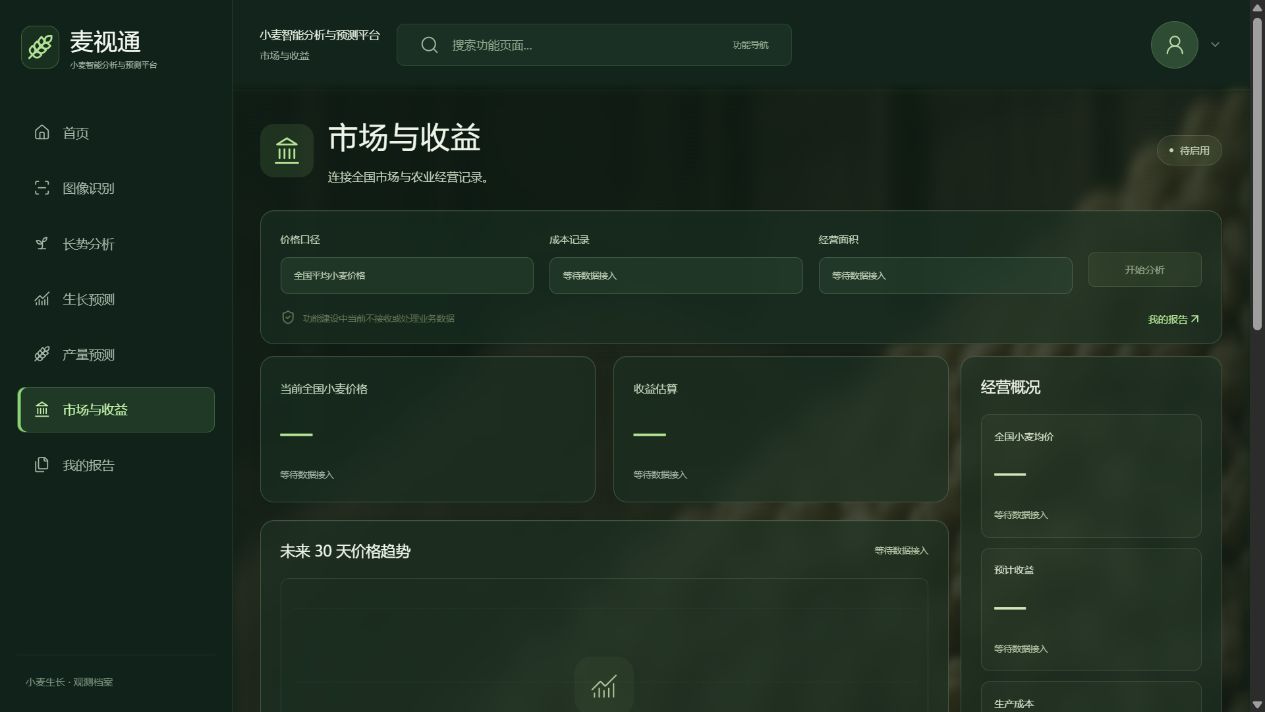 麦视通
小麦智能分析与预测平台
首页
图像识别
长势分析
生长预测
产量预测
市场与收益
我的报告
小麦生长 · 观测档案
小麦智能分析与预测平台
市场与收益
搜索功能页面...
功能导航
市场与收益
连接全国市场与农业经营记录。
待启用
价格口径
全国平均小麦价格
成本记录
等待数据接入
经营面积
等待数据接入
开始分析
功能建设中当前不接收或处理业务数据
我的报告
当前全国小麦价格
等待数据接入
收益估算
等待数据接入
未来 30 天价格趋势
等待数据接入
经营概况
全国小麦均价
等待数据接入
预计收益
等待数据接入
生产成本